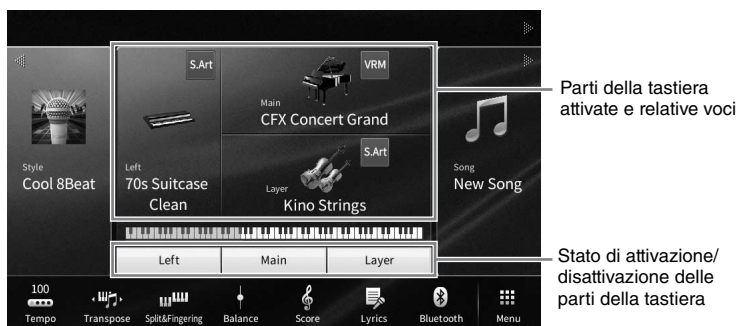 S.Art
VRM
Main
CFX Concert Grand
Style
Cool 8Beat
Left
70s Suitcase
Clean
S.Art
Layer
Kino Strings
Song
New Song
Left
Main
Layer
100
Tempo
Transpose
Split&Fingering
Balance
Score
Lyrics
Bluetooth
Menu
Parti della tastiera
attivate e relative voci
Stato di attivazione/
disattivazione delle
parti della tastiera